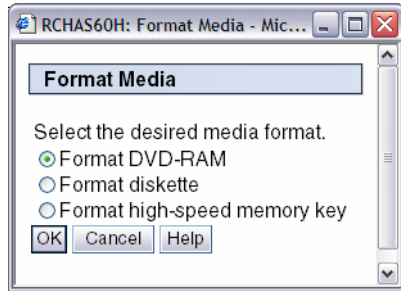 RCHAS60H: Format Media - Mic...
Format Media
Select the desired media format.
Format DVD-RAM
Format diskette
Format high-speed memory key
OK Cancel Help